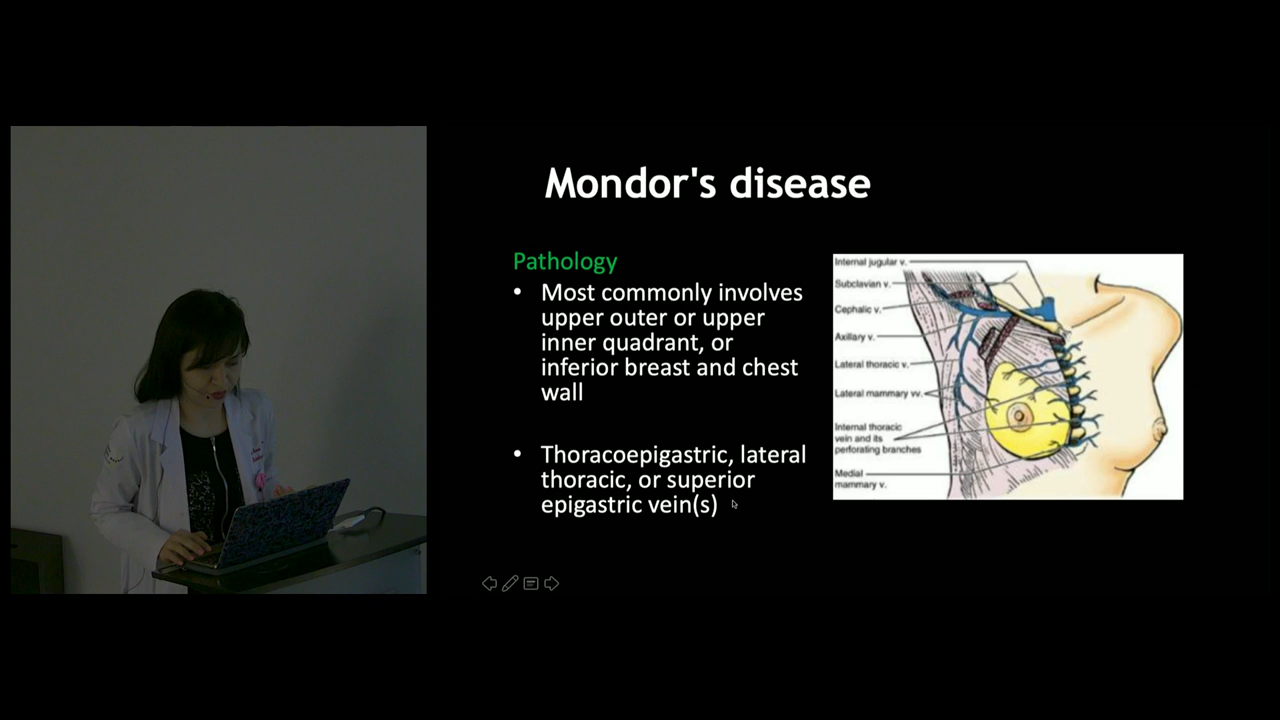 Mondor's disease
Pathology
• Most commonly involves
upper outer or upper
inner quadrant, or
inferior breast and chest
wall
• Thoracoepigastric, lateral
thoracic, or superior
epigastric vein(s)
Internal jugular v.
Subclavian v.
Cephalic v.
Axillary v.
Lateral thoracic v.
Lateral mammary vv.
Internal thoracic
vein and its
perforating branches
Medial
mammary v.